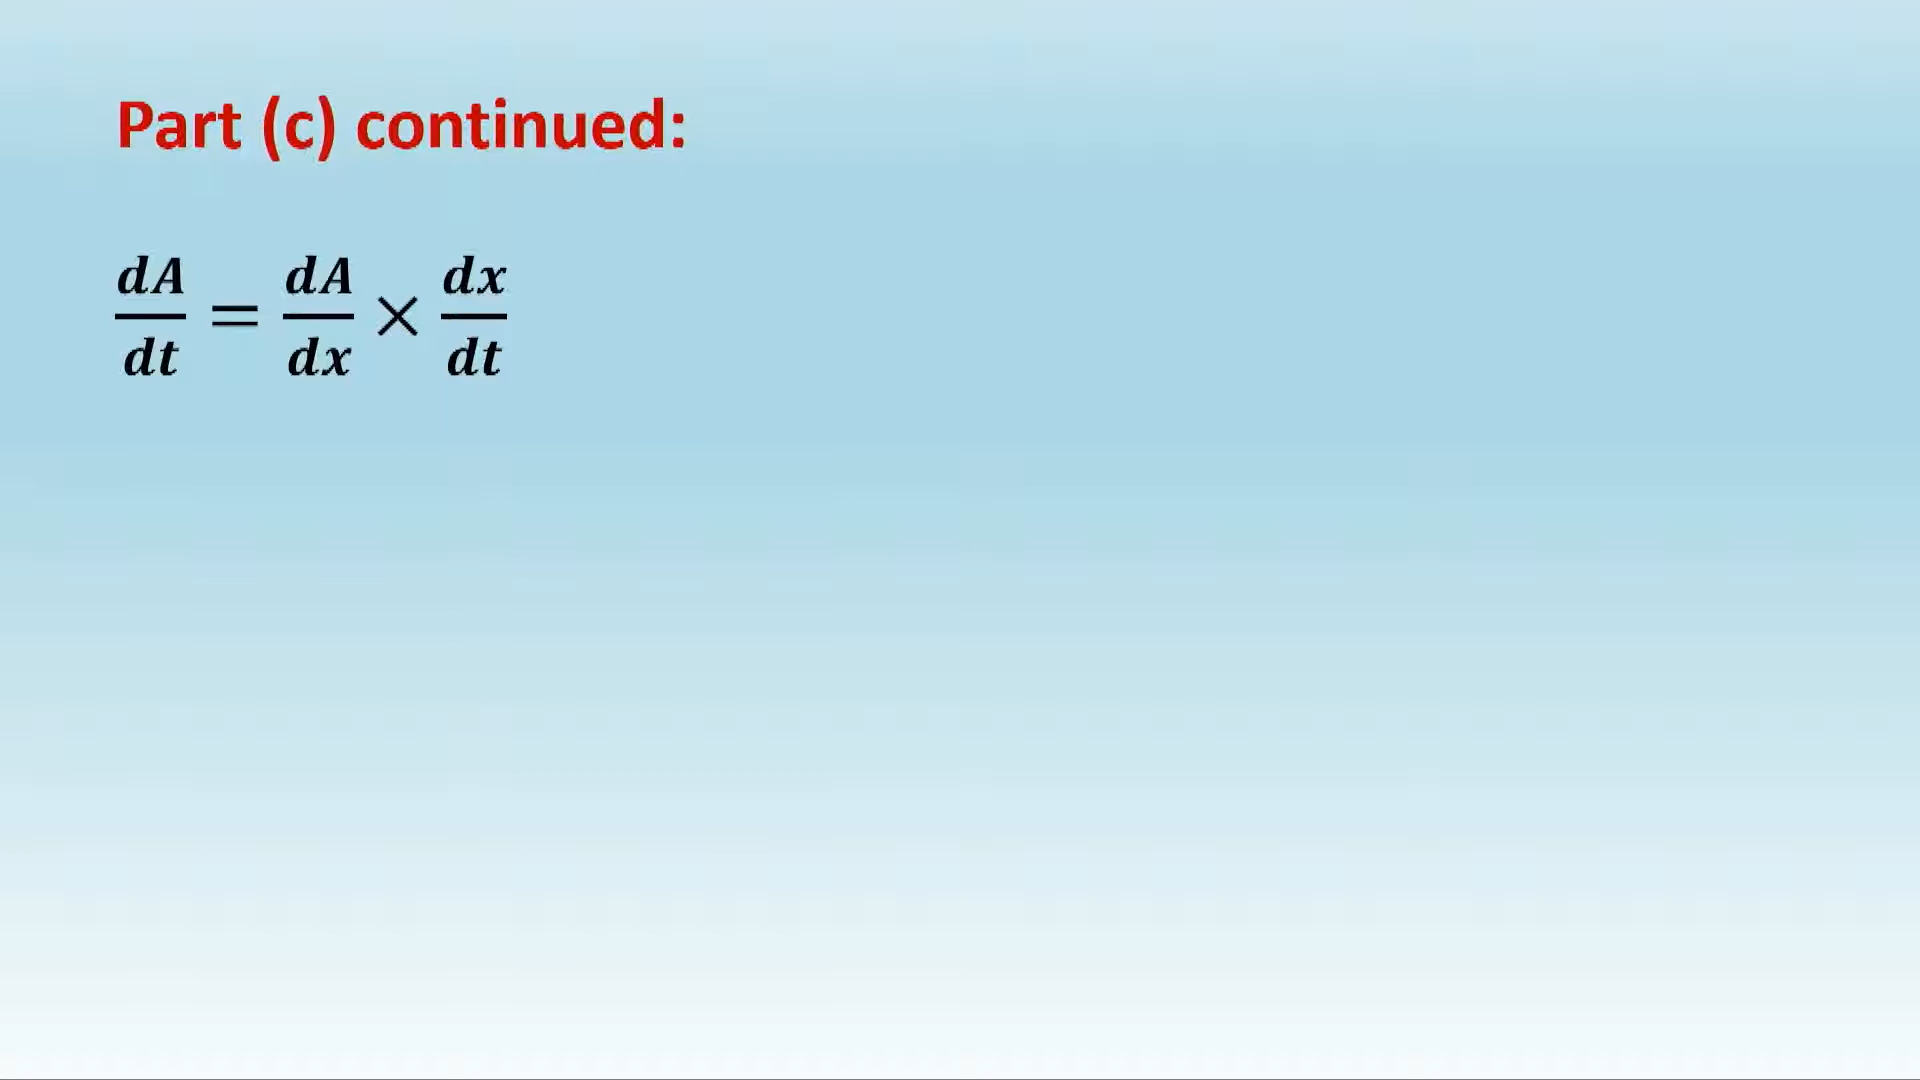 Part (c) continued:
dA/dt = dA/dx × dx/dt